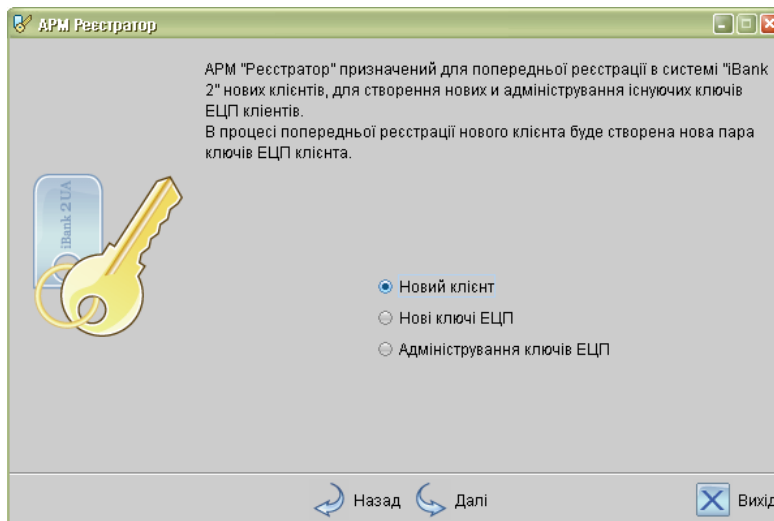 АРМ Реєстратор
АРМ "Реєстратор" призначений для попередньої реєстрації в системі "iBank
2" нових клієнтів, для створення нових и адміністрування існуючих ключів
ЕЦП клієнтів.
В процесі попередньої реєстрації нового клієнта буде створена нова пара
ключів ЕЦП клієнта.
iBank 2 UA
Новий клієнт
Нові ключі ЕЦП
Адміністрування ключів ЕЦП
Назад Далі Вихід